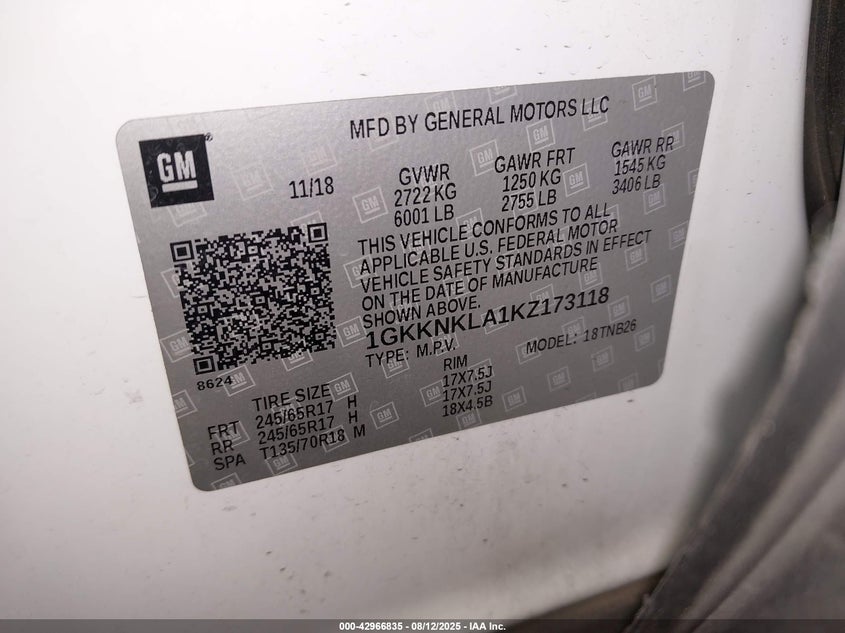 MFD BY GENERAL MOTORS LLC
GM
11/18
GVWR
2722 KG
6001 LB
GAWR FRT
1250 KG
2755 LB
GAWR RR
1545 KG
3406 LB
THIS VEHICLE CONFORMS TO ALL
APPLICABLE U.S. FEDERAL MOTOR
VEHICLE SAFETY STANDARDS IN EFFECT
ON THE DATE OF MANUFACTURE
SHOWN ABOVE.
1GKKNKLA1KZ173118
TYPE: M.P.V. MODEL: 18TNB26
8624
TIRE SIZE RIM
FRT 245/65R17 H 17X7.5J
RR 245/65R17 H 17X7.5J
SPA T135/70R18 M 18X4.5B
000-42966835 - 08/12/2025 - IAA Inc.